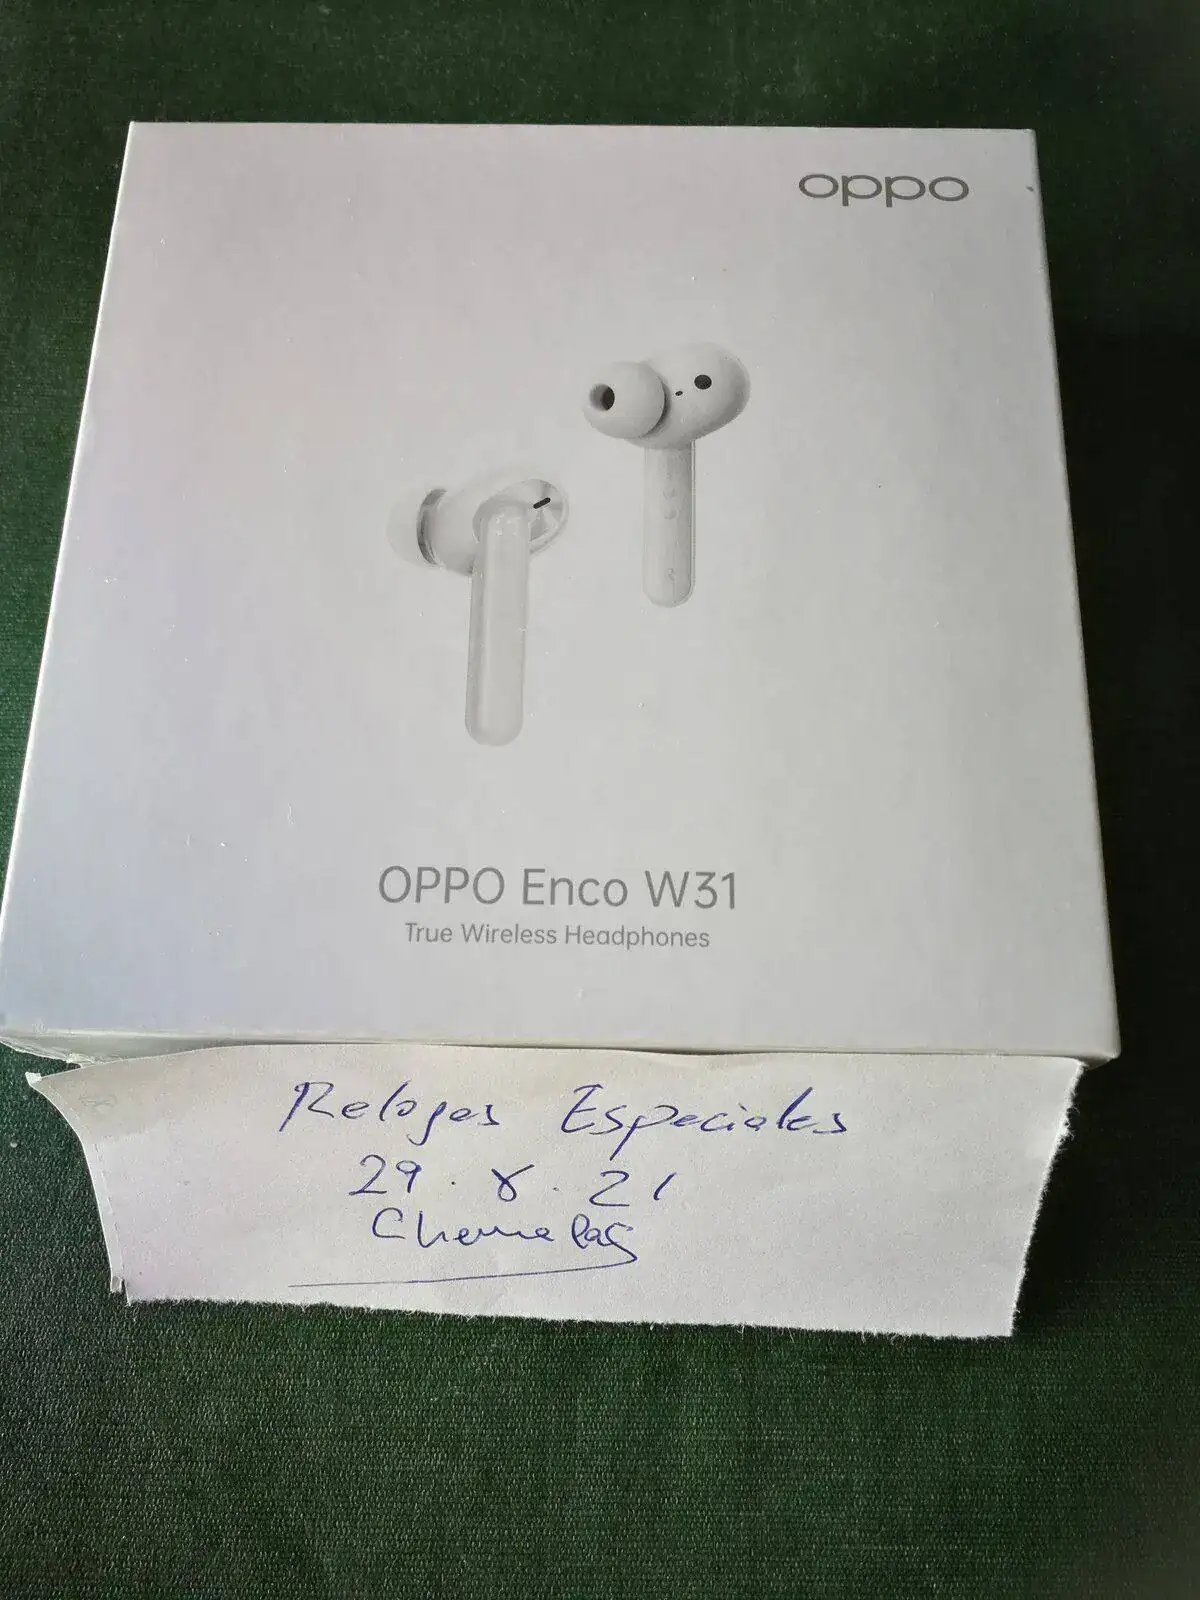 oppo
OPPO Enco W31
True Wireless Headphones
Relojes Especiales
29.8.21